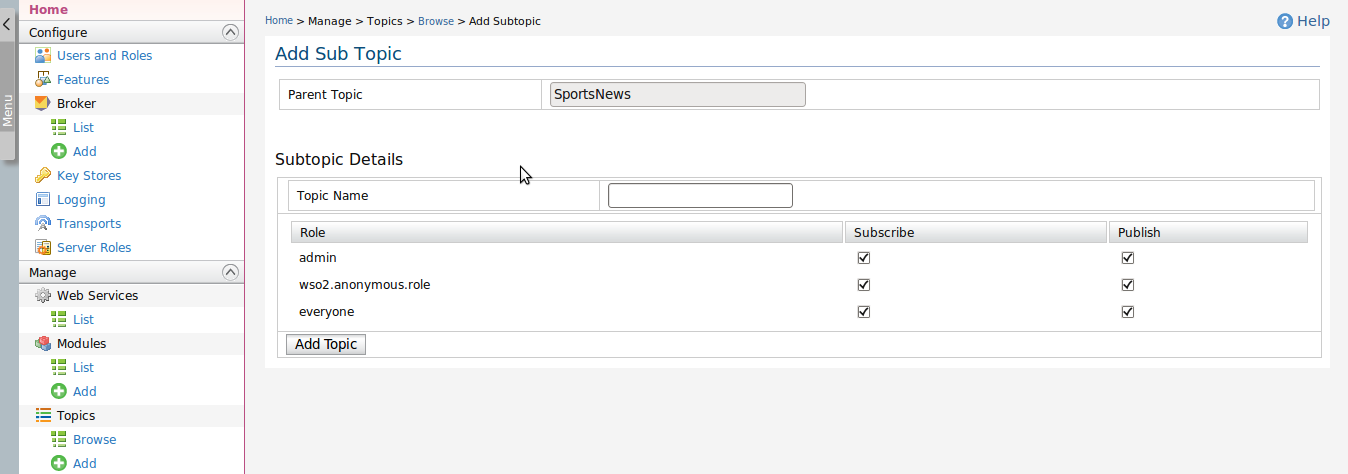 Menu
Home
Configure
Users and Roles
Features
Broker
List
Add
Key Stores
Logging
Transports
Server Roles
Manage
Web Services
List
Modules
List
Add
Topics
Browse
Add
Home > Manage > Topics > Browse > Add Subtopic
Help
Add Sub Topic
Parent Topic SportsNews
Subtopic Details
Topic Name
Role Subscribe Publish
admin
wso2.anonymous.role
everyone
Add Topic